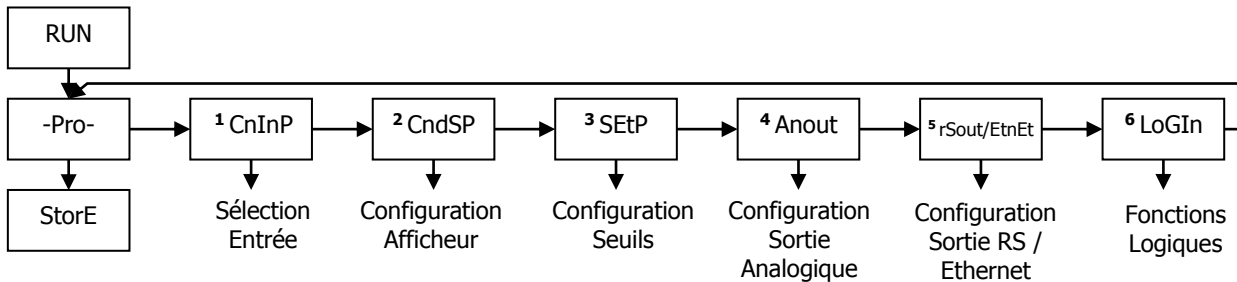 RUN
-Pro-
1 CnInP
2 CndSP
3 SEtP
4 Anout
5 rSout/EtnEt
6 LoGIn
StorE
Sélection
Entrée
Configuration
Afficheur
Configuration
Seuils
Configuration
Sortie
Analogique
Configuration
Sortie RS /
Ethernet
Fonctions
Logiques